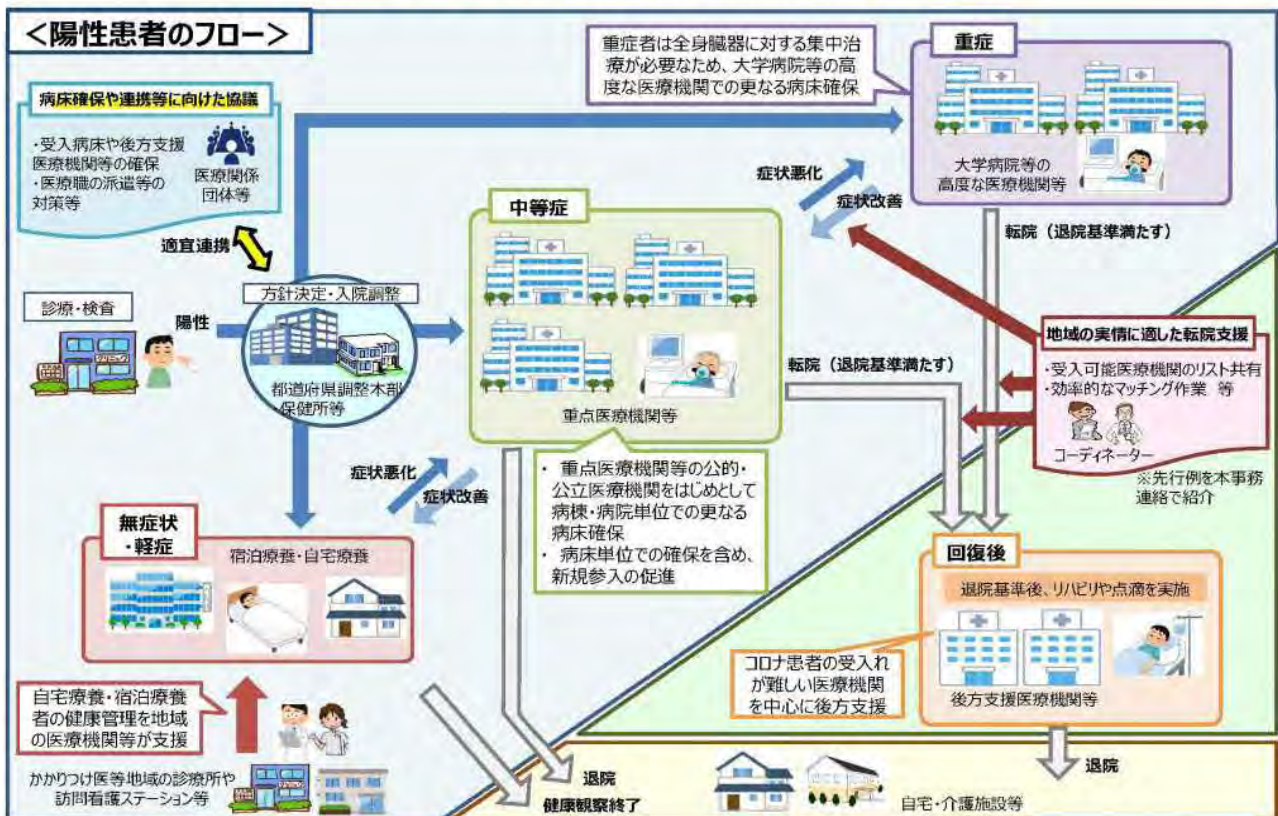 ＜陽性患者のフロー＞
病床確保や連携等に向けた協議
・受入病床や後方支援
医療機関等の確保
・医療職の派遣等の
対策等
医療関係
団体等
適宜連携
診療・検査
クリニック
陽性
方針決定・入院調整
都道府県調整本部
・保健所等
重症者は全身臓器に対する集中治
療が必要なため、大学病院等の高
度な医療機関での更なる病床確保
重症
大学病院等の
高度な医療機関等
症状悪化
症状改善
中等症
重点医療機関等
転院（退院基準満たす）
転院（退院基準満たす）
地域の実情に適した転院支援
・受入可能医療機関のリスト共有
・効率的なマッチング作業 等
コーディネーター
※先行例を本事務
連絡で紹介
症状悪化
症状改善
・ 重点医療機関等の公的・
公立医療機関をはじめとして
病棟・病院単位での更なる
病床確保
・ 病床単位での確保を含め、
新規参入の促進
無症状
・軽症
宿泊療養・自宅療養
回復後
退院基準後、リハビリや点滴を実施
後方支援医療機関等
コロナ患者の受入れ
が難しい医療機関
を中心に後方支援
自宅療養・宿泊療養
者の健康管理を地域
の医療機関等が支援
かかりつけ医等地域の診療所や
訪問看護ステーション等
退院
健康観察終了
退院
自宅・介護施設等